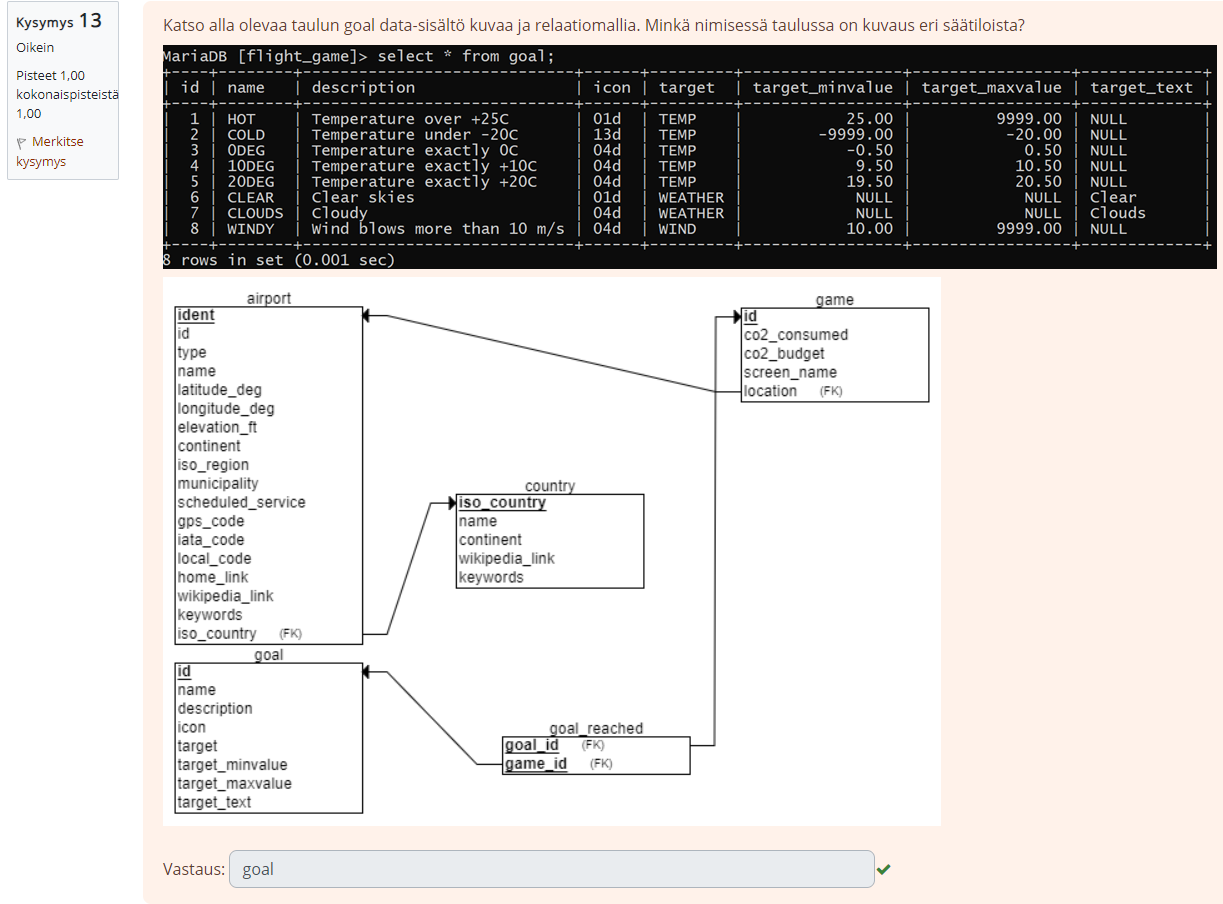 Kysymys 13
Oikein
Pisteet 1,00
kokonaispisteistä
1,00
Merkitse
kysymys
Katso alla olevaa taulun goal data-sisältö kuvaa ja relaatiomallia. Minkä nimisessä taulussa on kuvaus eri säätiloista?
MariaDB [flight_game]> select * from goal;
+----+--------+------------------------------+------+---------+-----------------+-----------------+-------------+
| id | name | description | icon | target | target_minvalue | target_maxvalue | target_text |
+----+--------+------------------------------+------+---------+-----------------+-----------------+-------------+
| 1 | HOT | Temperature over +25C | 01d | TEMP | 25.00 | 9999.00 | NULL |
| 2 | COLD | Temperature under -20C | 13d | TEMP | -9999.00 | -20.00 | NULL |
| 3 | 0DEG | Temperature exactly 0C | 04d | TEMP | -0.50 | 0.50 | NULL |
| 4 | 10DEG | Temperature exactly +10C | 04d | TEMP | 9.50 | 10.50 | NULL |
| 5 | 20DEG | Temperature exactly +20C | 04d | TEMP | 19.50 | 20.50 | NULL |
| 6 | CLEAR | Clear skies | 01d | WEATHER | NULL | NULL | Clear |
| 7 | CLOUDS | Cloudy | 04d | WEATHER | NULL | NULL | Clouds |
| 8 | WINDY | Wind blows more than 10 m/s | 04d | WIND | 10.00 | 9999.00 | NULL |
+----+--------+------------------------------+------+---------+-----------------+-----------------+-------------+
8 rows in set (0.001 sec)
airport
ident
id
type
name
latitude_deg
longitude_deg
elevation_ft
continent
iso_region
municipality
scheduled_service
gps_code
iata_code
local_code
home_link
wikipedia_link
keywords
iso_country (FK)
game
id
co2_consumed
co2_budget
screen_name
location (FK)
country
iso_country
name
continent
wikipedia_link
keywords
goal
id
name
description
icon
target
target_minvalue
target_maxvalue
target_text
goal_reached
goal_id (FK)
game_id (FK)
Vastaus: goal